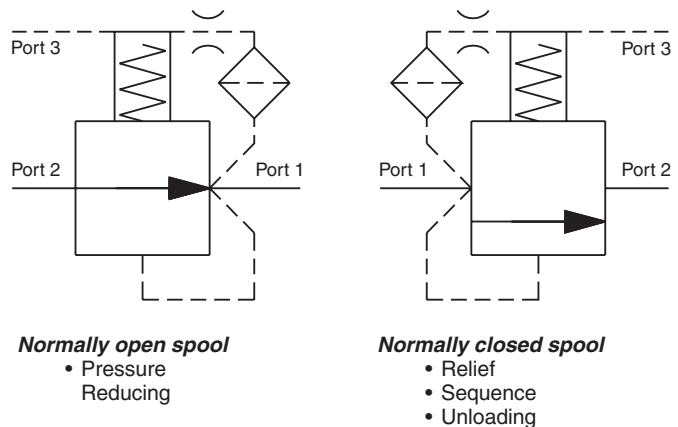 Port 3
Port 2
Port 1
Normally open spool
• Pressure
Reducing
Port 3
Port 1
Port 2
Normally closed spool
• Relief
• Sequence
• Unloading